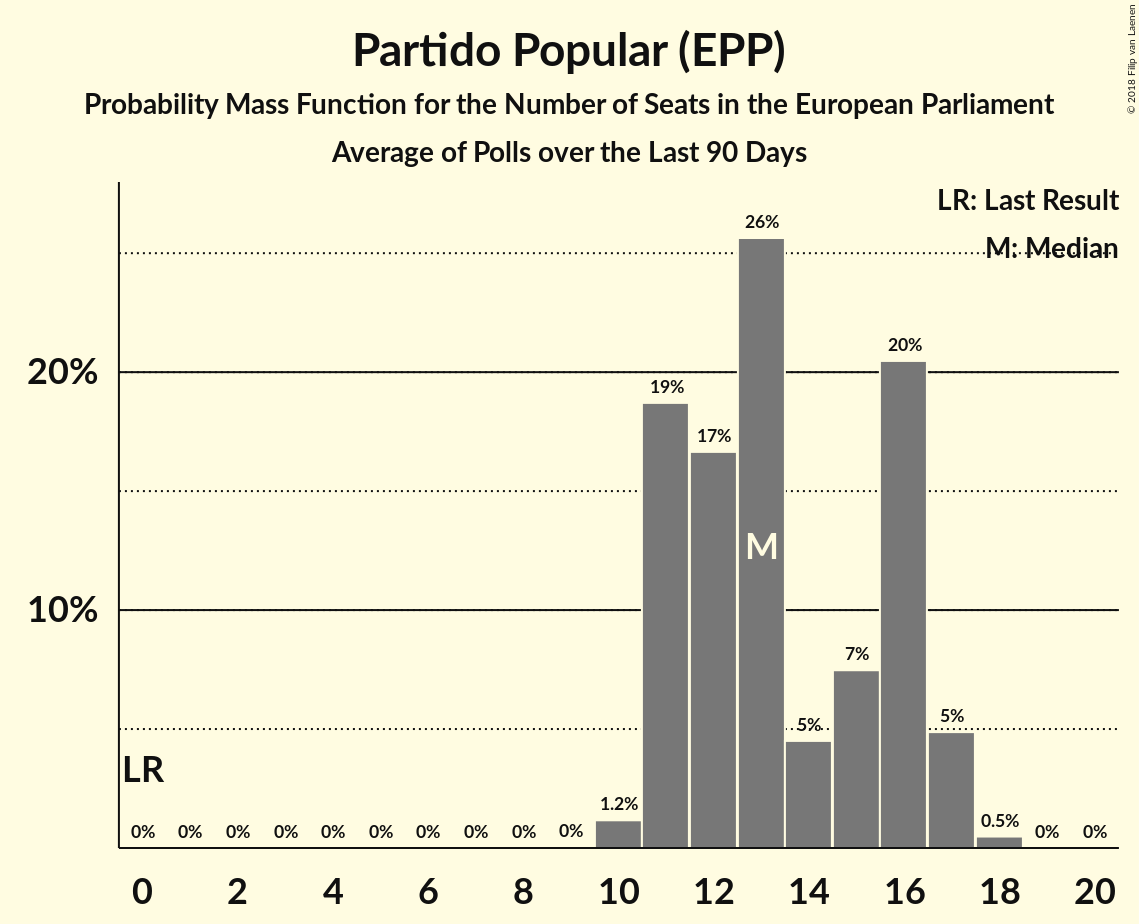 Partido Popular (EPP)
Probability Mass Function for the Number of Seats in the European Parliament
Average of Polls over the Last 90 Days
© 2018 Filip van Laenen
LR: Last Result
M: Median
26%
20%
20%
19%
17%
M
10%
7%
5%
5%
LR
1.2%
0.5%
0% 0% 0% 0% 0% 0% 0% 0% 0% 0% 0% 0%
0 2 4 6 8 10 12 14 16 18 20